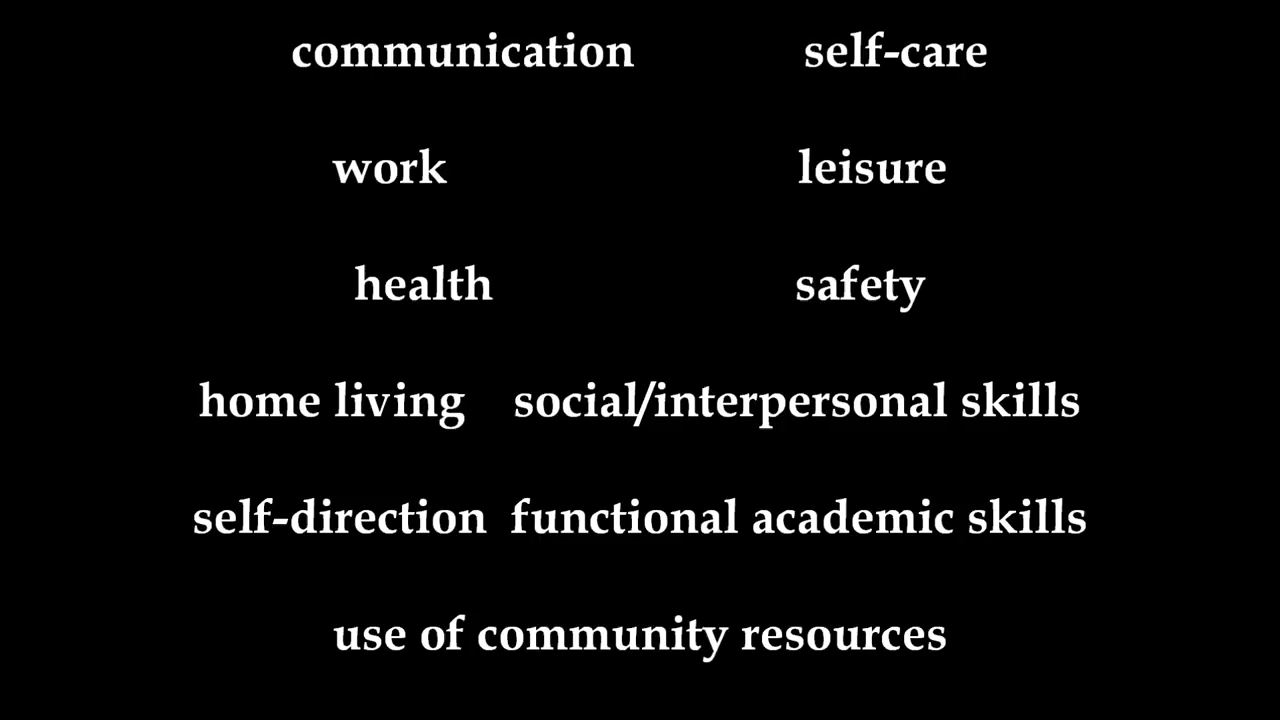 communication self-care
work leisure
health safety
home living social/interpersonal skills
self-direction functional academic skills
use of community resources